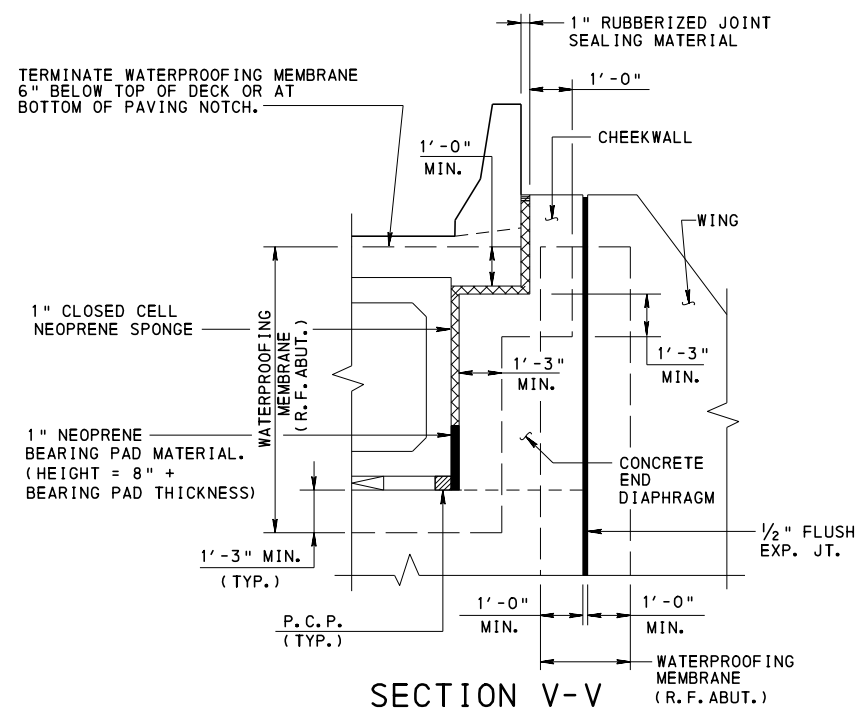 1" RUBBERIZED JOINT
SEALING MATERIAL
TERMINATE WATERPROOFING MEMBRANE
6" BELOW TOP OF DECK OR AT
BOTTOM OF PAVING NOTCH.
1'-0"
1'-0"
MIN.
CHEEKWALL
WING
1" CLOSED CELL
NEOPRENE SPONGE
WATERPROOFING
MEMBRANE
(R.F. ABUT.)
1'-3"
MIN.
1'-3"
MIN.
1" NEOPRENE
BEARING PAD MATERIAL.
(HEIGHT = 8" +
BEARING PAD THICKNESS)
CONCRETE
END
DIAPHRAGM
1/2" FLUSH
EXP. JT.
1'-3" MIN.
(TYP.)
P.C.P.
(TYP.)
1'-0"
MIN.
1'-0"
MIN.
WATERPROOFING
MEMBRANE
(R.F. ABUT.)
SECTION V-V